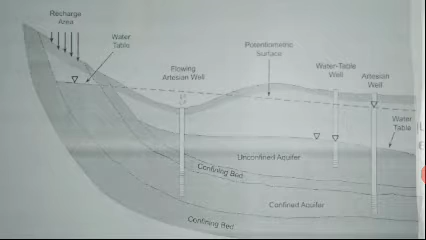 Recharge
Area
Water
Table
Flowing
Artesian Well
Potentiometric
Surface
Water-Table
Well
Artesian
Well
Water
Table
Unconfined Aquifer
Confining Bed
Confined Aquifer
Confining Bed